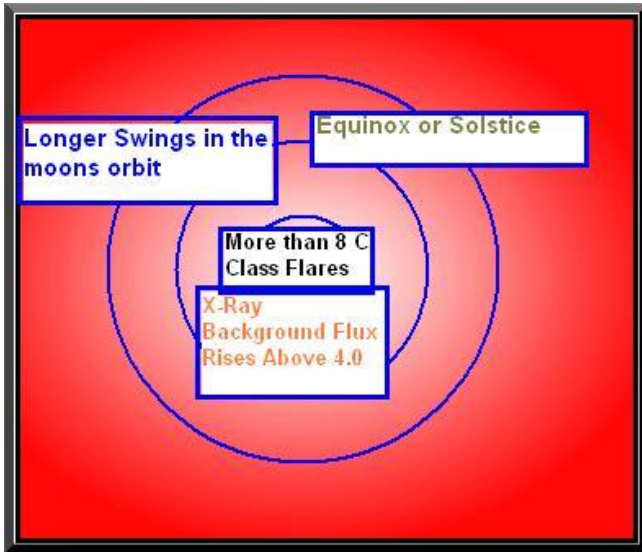 Longer Swings in the
moons orbit
Equinox or Solstice
More than 8 C
Class Flares
X-Ray
Background Flux
Rises Above 4.0